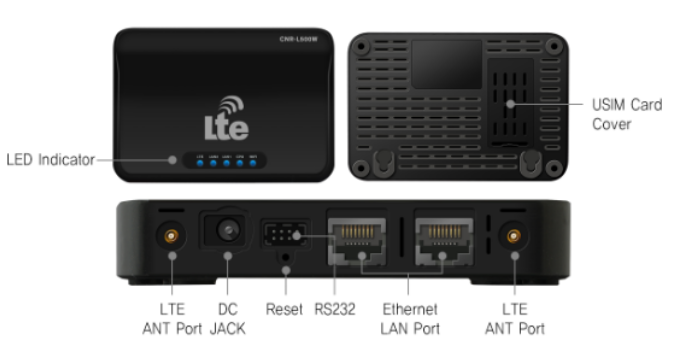 CNR-L500W
Lte
LED Indicator
USIM Card
Cover
LTE
ANT Port
DC
JACK
Reset
RS232
Ethernet
LAN Port
LTE
ANT Port